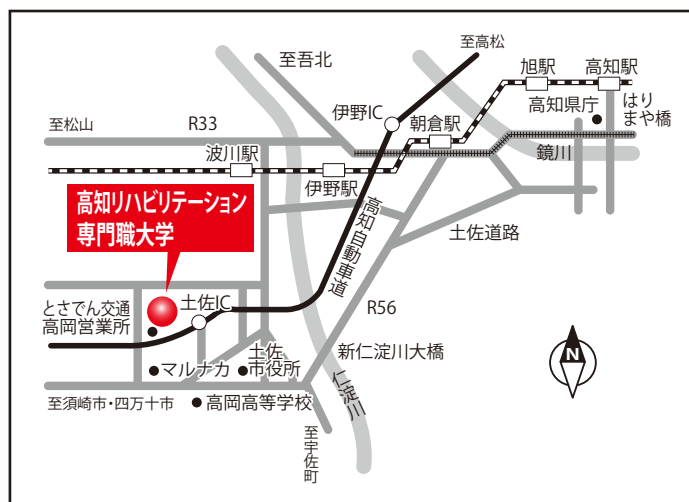 至高松
至吾北
旭駅
高知駅
伊野IC
高知県庁
はり
まや橋
至松山
R33
朝倉駅
波川駅
鏡川
伊野駅
高知リハビリテーション
専門職大学
高知自動車道
土佐道路
とさでん交通
高岡営業所
土佐IC
R56
新仁淀川大橋
N
マルナカ
土佐
市役所
仁淀川
至須崎市・四万十市
高岡高等学校
至宇佐町